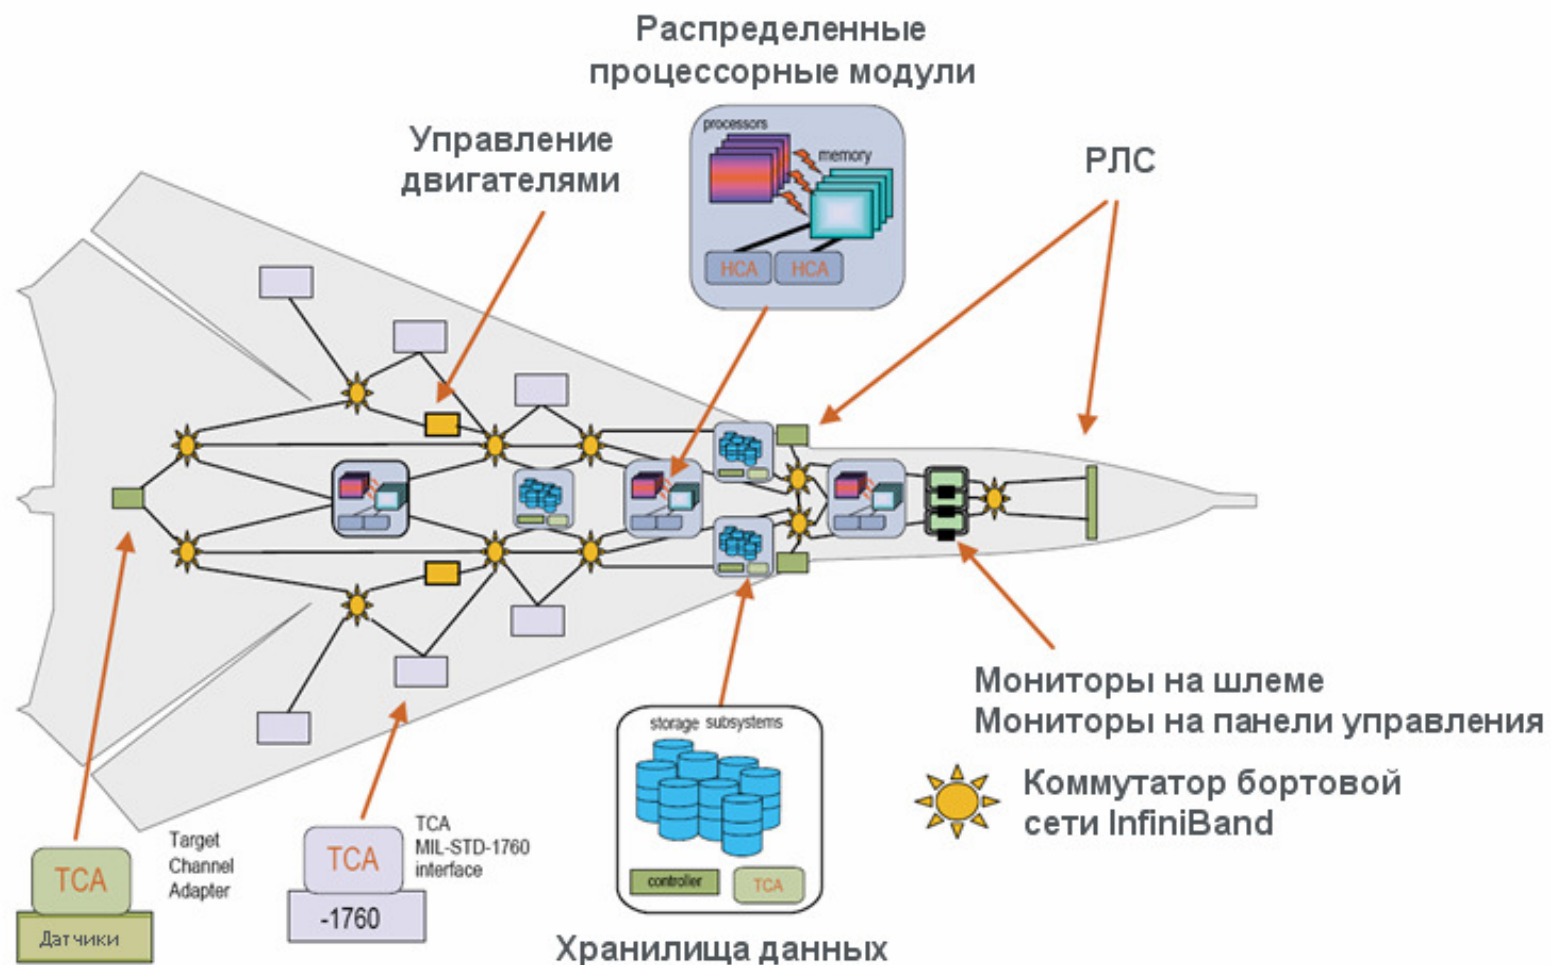 Распределенные
процессорные модули
processors
memory
HCA HCA
Управление
двигателями
РЛС
Мониторы на шлеме
Мониторы на панели управления
Коммутатор бортовой
сети InfiniBand
storage subsystems
controller
TCA
Хранилища данных
TCA
MIL-STD-1760
interface
TCA
-1760
Target
Channel
Adapter
TCA
Датчики